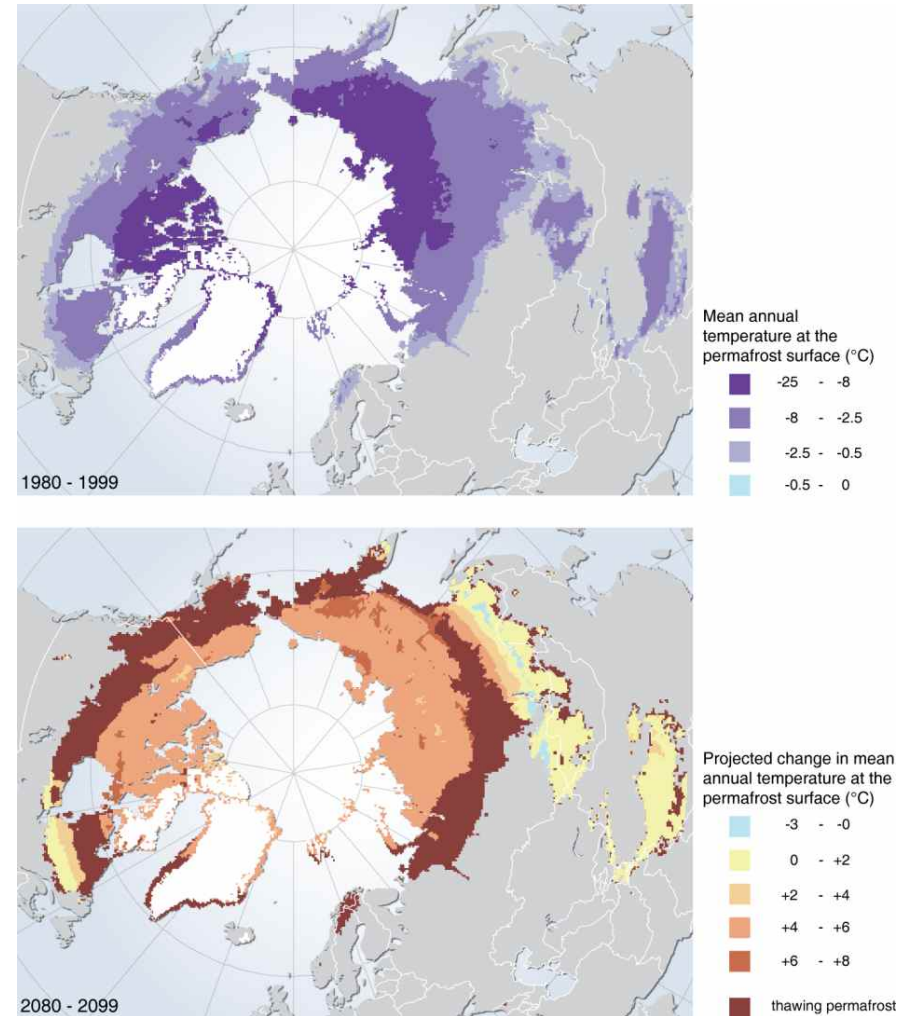 1980 - 1999
Mean annual
temperature at the
permafrost surface (°C)
-25 - -8
-8 - -2.5
-2.5 - -0.5
-0.5 - 0
2080 - 2099
Projected change in mean
annual temperature at the
permafrost surface (°C)
-3 - -0
0 - +2
+2 - +4
+4 - +6
+6 - +8
thawing permafrost